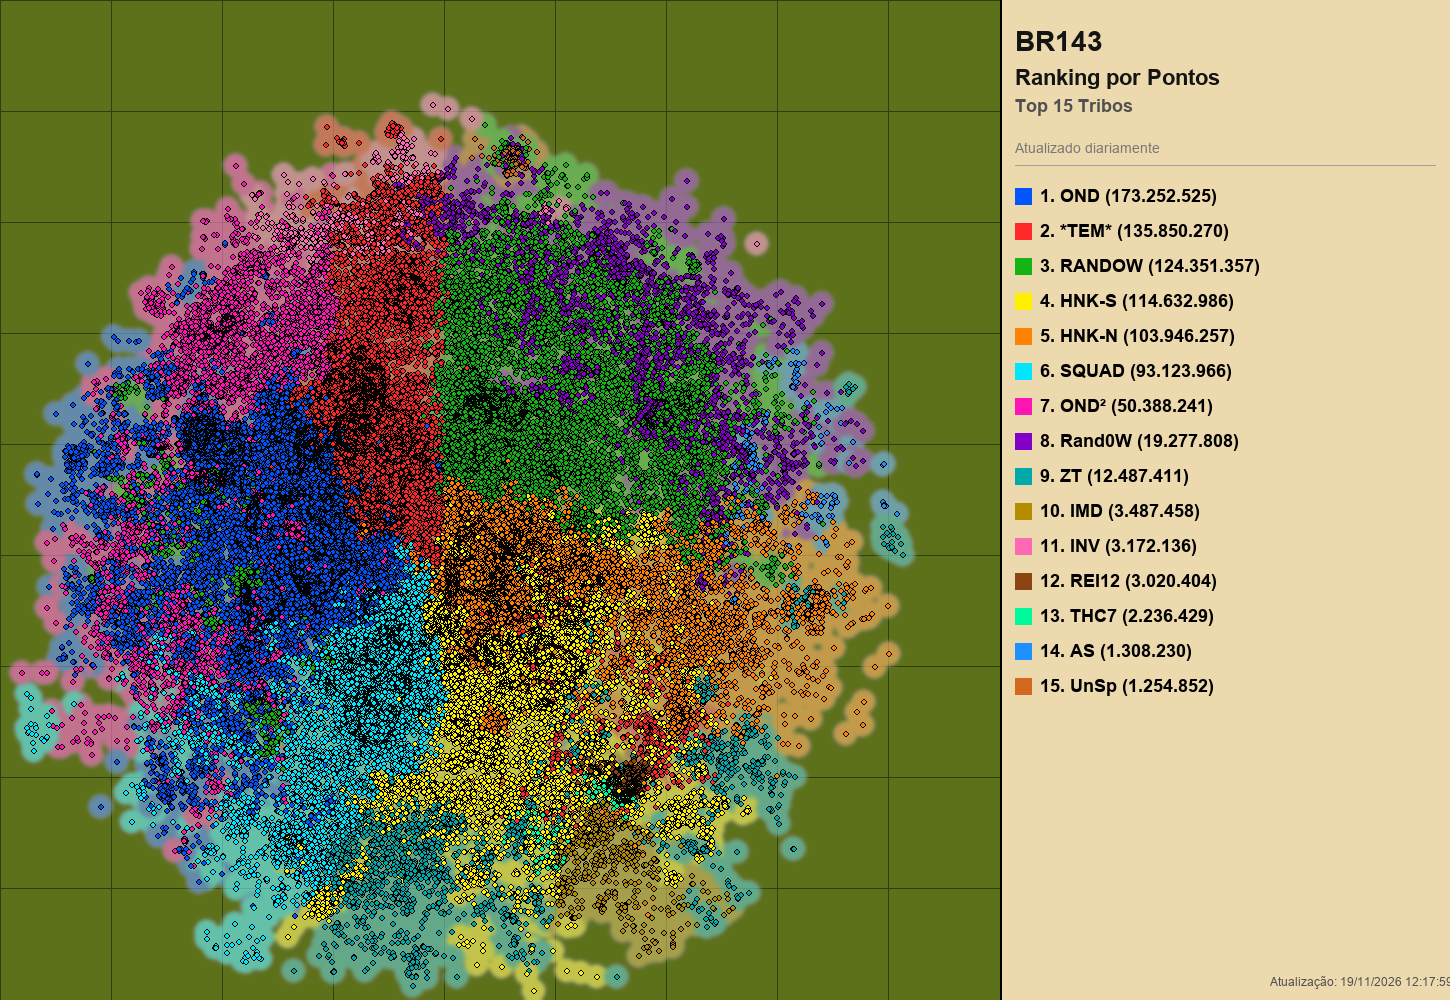 BR143
Ranking por Pontos
Top 15 Tribos
Atualizado diariamente
1. OND (173.252.525)
2. *TEM* (135.850.270)
3. RANDOW (124.351.357)
4. HNK-S (114.632.986)
5. HNK-N (103.946.257)
6. SQUAD (93.123.966)
7. OND² (50.388.241)
8. Rand0W (19.277.808)
9. ZT (12.487.411)
10. IMD (3.487.458)
11. INV (3.172.136)
12. REI12 (3.020.404)
13. THC7 (2.236.429)
14. AS (1.308.230)
15. UnSp (1.254.852)
Atualização: 19/11/2026 12:17:59